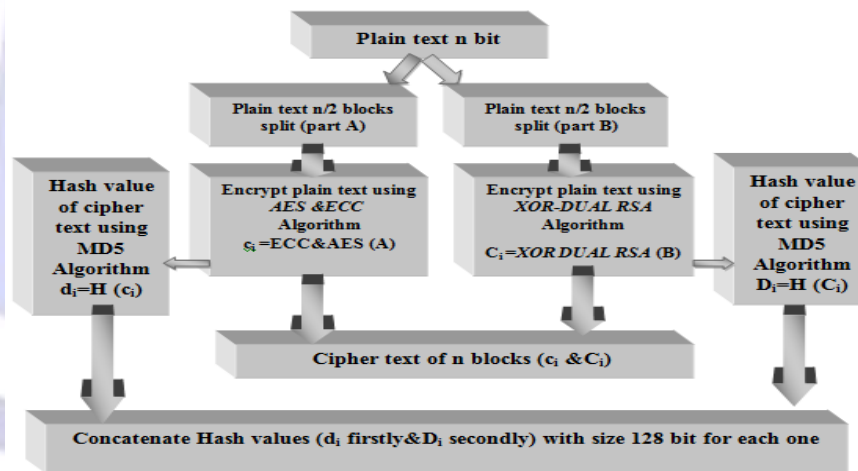 Plain text n bit
Plain text n/2 blocks
split (part A)
Plain text n/2 blocks
split (part B)
Hash value
of cipher
text using
MD5
Algorithm
dᵢ=H (cᵢ)
Encrypt plain text using
AES &ECC
Algorithm
cᵢ=ECC&AES (A)
Encrypt plain text using
XOR-DUAL RSA
Algorithm
Cᵢ=XOR DUAL RSA (B)
Hash value
of cipher
text using
MD5
Algorithm
Dᵢ=H (Cᵢ)
Cipher text of n blocks (cᵢ &Cᵢ)
Concatenate Hash values (dᵢ firstly&Dᵢ secondly) with size 128 bit for each one